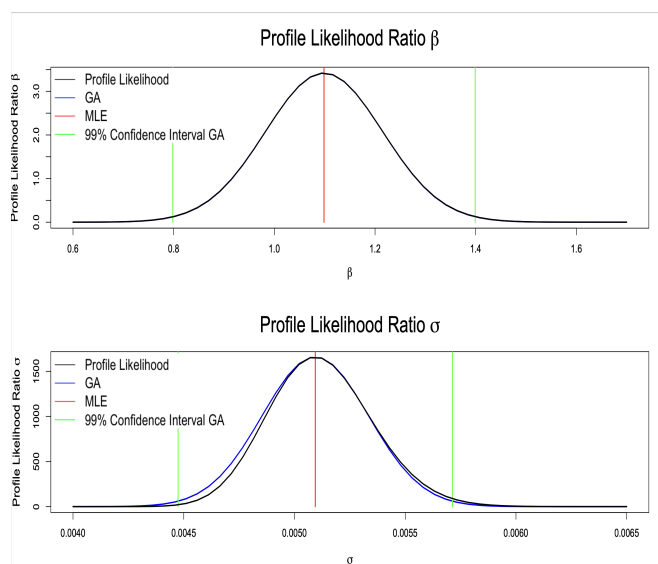 Profile Likelihood Ratio β
Profile Likelihood Ratio β
3.0
2.0
1.0
0.0
Profile Likelihood
GA
MLE
99% Confidence Interval GA
0.6 0.8 1.0 1.2 1.4 1.6
β
Profile Likelihood Ratio σ
Profile Likelihood Ratio σ
1500
1000
500
0
Profile Likelihood
GA
MLE
99% Confidence Interval GA
0.0040 0.0045 0.0050 0.0055 0.0060 0.0065
σ